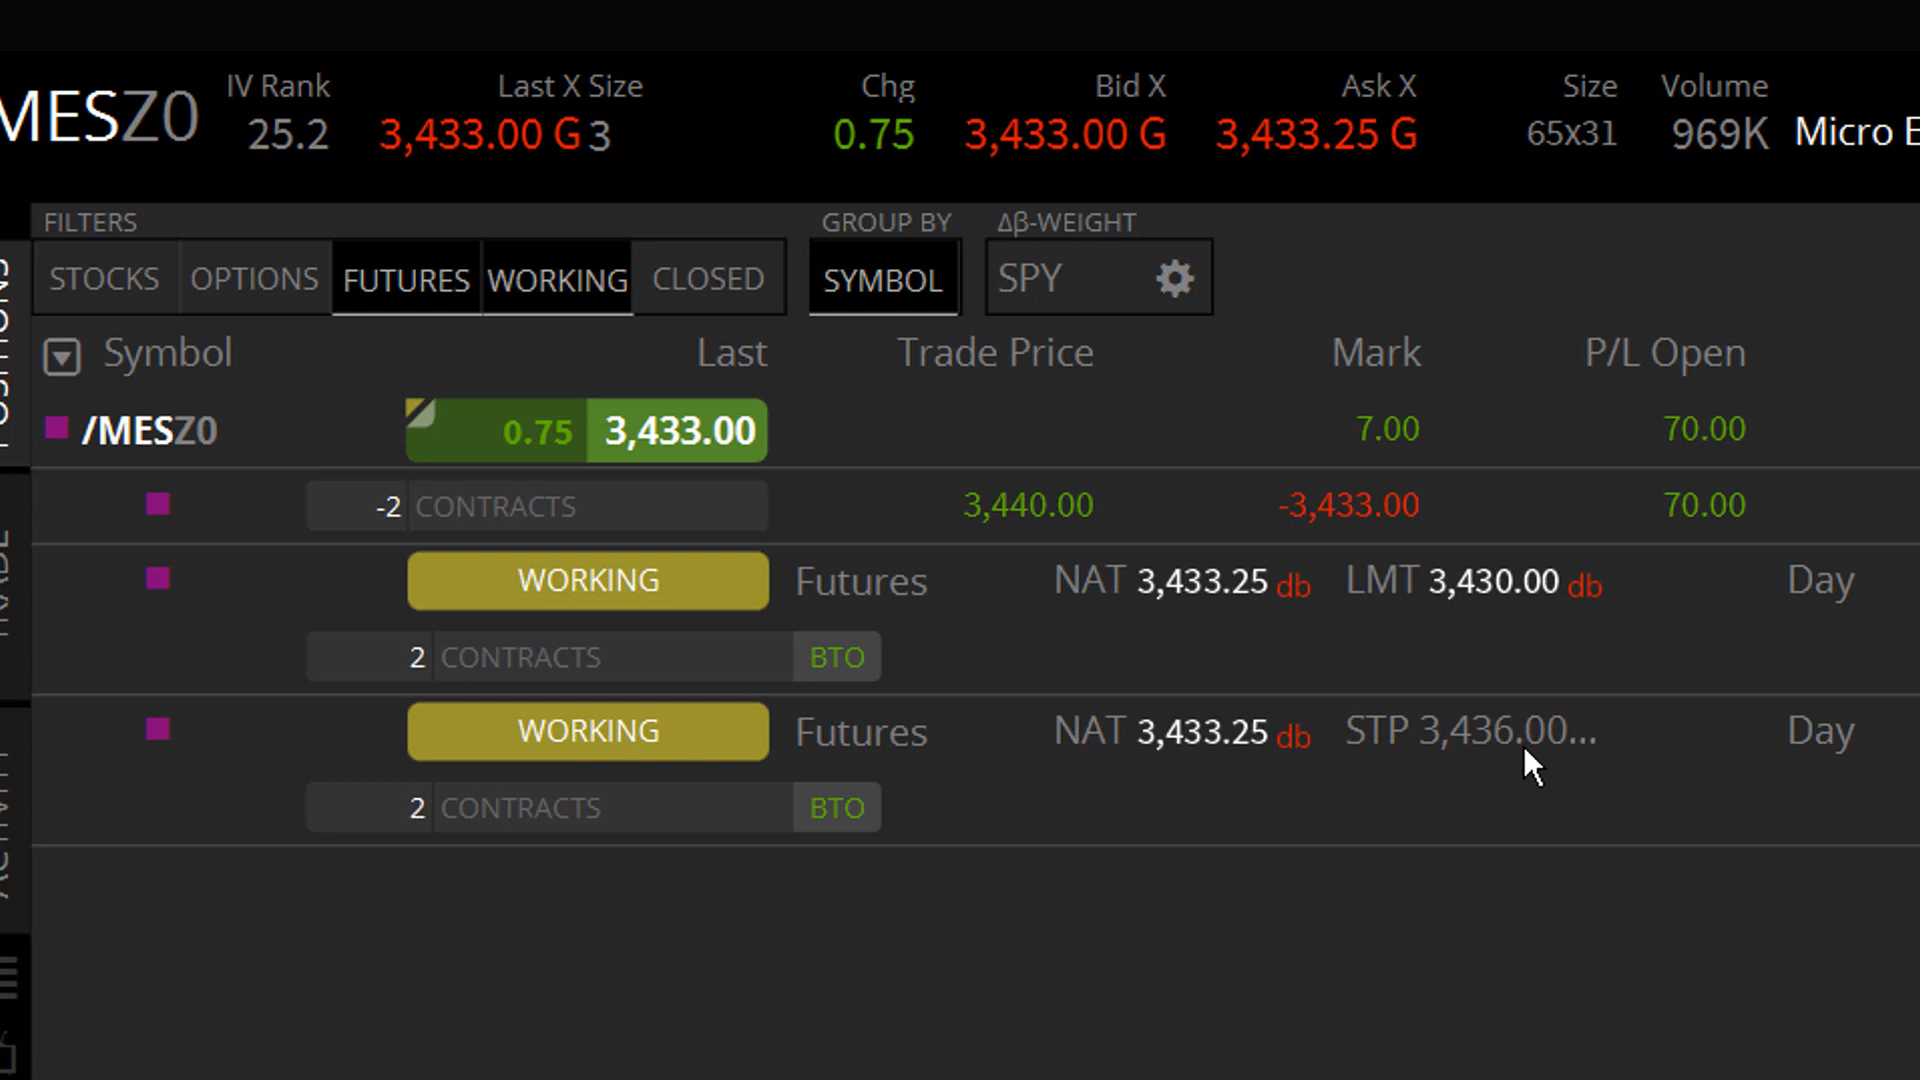 MESZ0 IV Rank Last X Size Chg Bid X Ask X Size Volume
25.2 3,433.00 G 3 0.75 3,433.00 G 3,433.25 G 65x31 969K Micro E
FILTERS GROUP BY Δβ-WEIGHT
STOCKS OPTIONS FUTURES WORKING CLOSED SYMBOL SPY
Symbol Last Trade Price Mark P/L Open
/MESZ0 0.75 3,433.00 7.00 70.00
-2 CONTRACTS 3,440.00 -3,433.00 70.00
WORKING Futures NAT 3,433.25 db LMT 3,430.00 db Day
2 CONTRACTS BTO
WORKING Futures NAT 3,433.25 db STP 3,436.00... Day
2 CONTRACTS BTO